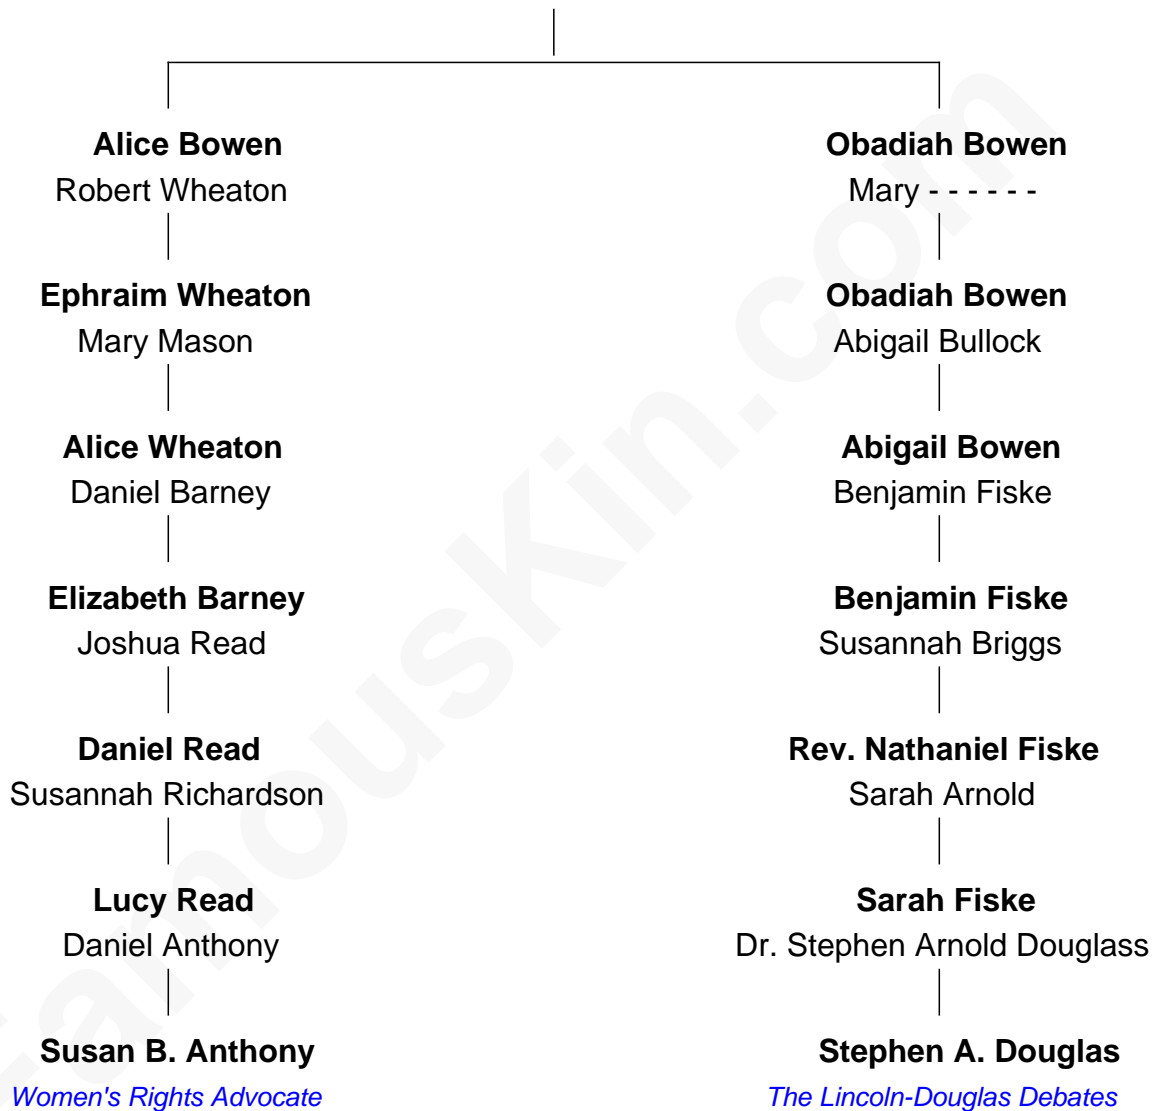 Alice Bowen
Robert Wheaton
Ephraim Wheaton
Mary Mason
Alice Wheaton
Daniel Barney
Elizabeth Barney
Joshua Read
Daniel Read
Susannah Richardson
Lucy Read
Daniel Anthony
Susan B. Anthony
Women's Rights Advocate
Obadiah Bowen
Mary - - - - - -
Obadiah Bowen
Abigail Bullock
Abigail Bowen
Benjamin Fiske
Benjamin Fiske
Susannah Briggs
Rev. Nathaniel Fiske
Sarah Arnold
Sarah Fiske
Dr. Stephen Arnold Douglass
Stephen A. Douglas
The Lincoln-Douglas Debates
FamousKin.com